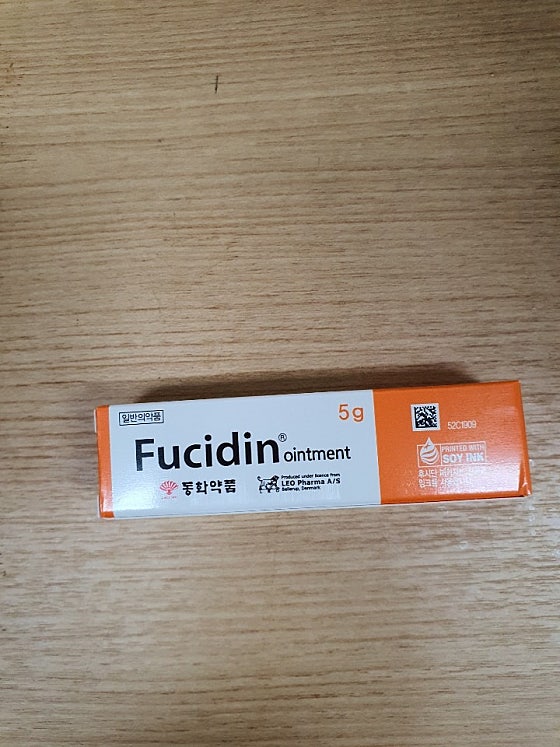 일반의약품
5g
Fucidin® ointment
동화약품
Produced under licence from
LEO Pharma A/S
Ballerup, Denmark
52C1909
PRINTED WITH
SOY INK